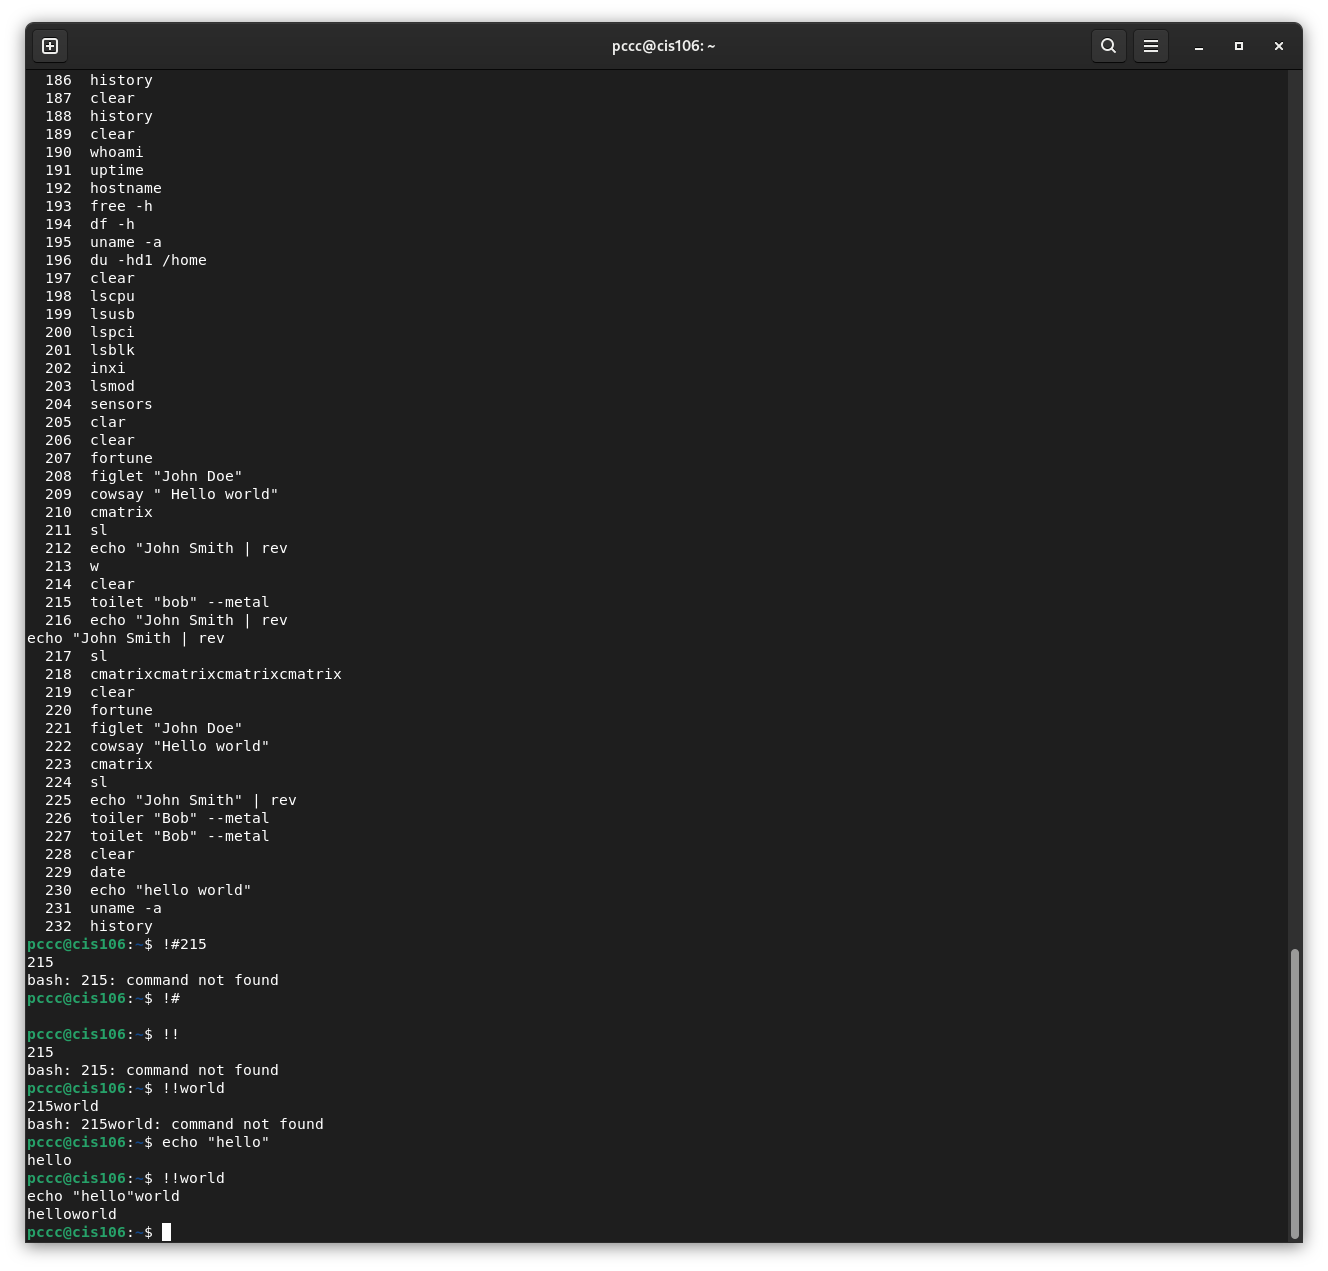 pccc@cis106: ~
186  history
187  clear
188  history
189  clear
190  whoami
191  uptime
192  hostname
193  free -h
194  df -h
195  uname -a
196  du -hd1 /home
197  clear
198  lscpu
199  lsusb
200  lspci
201  lsblk
202  inxi
203  lsmod
204  sensors
205  clar
206  clear
207  fortune
208  figlet "John Doe"
209  cowsay " Hello world"
210  cmatrix
211  sl
212  echo "John Smith | rev
213  w
214  clear
215  toilet "bob" --metal
216  echo "John Smith | rev
echo "John Smith | rev
217  sl
218  cmatrixcmatrixcmatrixcmatrix
219  clear
220  fortune
221  figlet "John Doe"
222  cowsay "Hello world"
223  cmatrix
224  sl
225  echo "John Smith" | rev
226  toiler "Bob" --metal
227  toilet "Bob" --metal
228  clear
229  date
230  echo "hello world"
231  uname -a
232  history
pccc@cis106:~$ !#215
215
bash: 215: command not found
pccc@cis106:~$ !#
pccc@cis106:~$ !!
215
bash: 215: command not found
pccc@cis106:~$ !!world
215world
bash: 215world: command not found
pccc@cis106:~$ echo "hello"
hello
pccc@cis106:~$ !!world
echo "hello"world
helloworld
pccc@cis106:~$